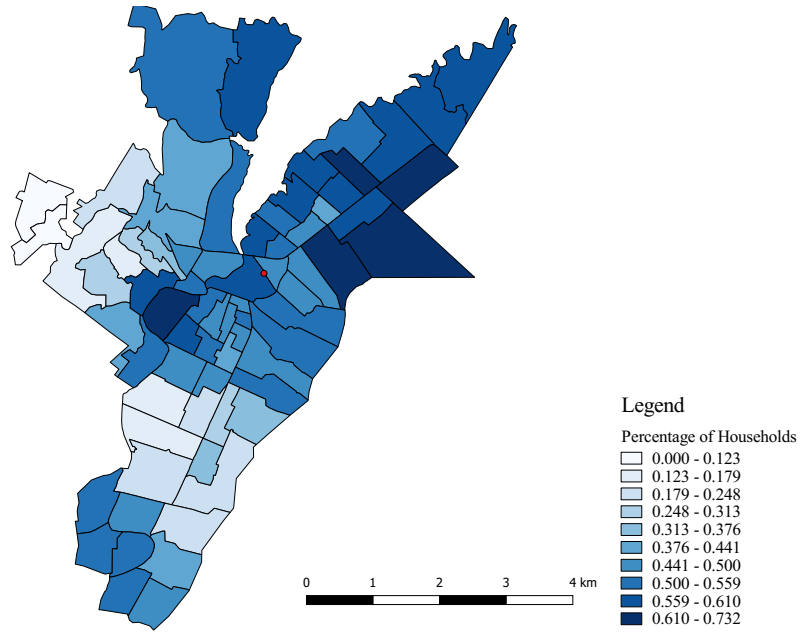 Legend
Percentage of Households
0.000 - 0.123
0.123 - 0.179
0.179 - 0.248
0.248 - 0.313
0.313 - 0.376
0.376 - 0.441
0.441 - 0.500
0.500 - 0.559
0.559 - 0.610
0.610 - 0.732
0 1 2 3 4 km